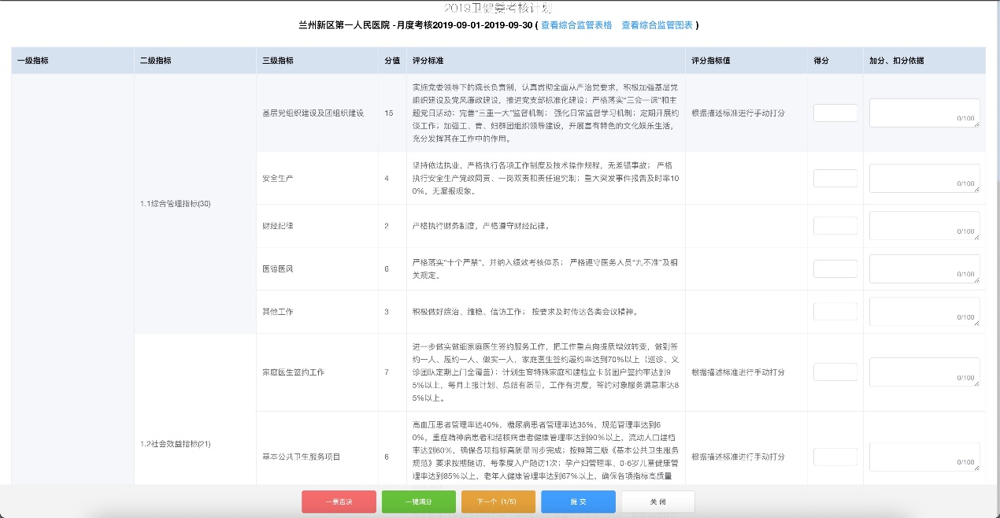 2019卫健委考核计划
兰州新区第一人民医院 -月度考核2019-09-01-2019-09-30 ( 查看综合监管表格 查看综合监管图表 )
一级指标 二级指标 三级指标 分值 评分标准 评分指标值 得分 加分、扣分依据
1.1综合管理指标(30)
基层党组织建设及团组织建设 15
实施党委领导下的院长负责制，认真贯彻全面从严治党要求，积极加强基层党
组织建设及党风廉政建设，推进党支部标准化建设；严格落实“三会一课”和主
题党日活动；完善“三重一大”监督机制； 强化日常监督学习机制；定期开展约
谈工作；加强工、青、妇群团组织领导建设，开展富有特色的文化娱乐生活，
充分发挥其在工作中的作用。
根据描述标准进行手动打分
0/100
安全生产 4
坚持依法执业，严格执行各项工作制度及技术操作规程，无差错事故； 严格
执行安全生产党政同责、一岗双责和责任追究制；重大突发事件报告及时率10
0%，无漏报现象。
0/100
财经纪律 2 严格执行财务制度，严格遵守财经纪律。
0/100
医德医风 6
严格落实“十个严禁”，并纳入绩效考核体系； 严格遵守医务人员“九不准”及相
关规定。
0/100
其他工作 3 积极做好综治、维稳、信访工作； 按要求及时传达各类会议精神。
0/100
1.2社会效益指标(21)
家庭医生签约工作 7
进一步做实做细家庭医生签约服务工作，把工作重点向提质增效转变，做到签
约一人、履约一人、做实一人，家庭医生签约履约率达到70%以上（巡诊、义
诊团队定期上门全覆盖）；计划生育特殊家庭和建档立卡贫困户签约率达到9
5%以上，每月上报计划、总结有质量，工作有进度，签约对象服务满意率达8
5%以上。
根据描述标准进行手动打分
0/100
基本公共卫生服务项目 6
高血压患者管理率达40%，糖尿病患者管理率达35%，规范管理率达到6
0%，重症精神病患者和结核病患者健康管理率达到90%以上，流动人口建档
率达到60%，确保各项指标高质量同步完成；按照第三版《基本公共卫生服务
规范》要求按期随访，每季度入户随访1次；孕产妇管理率、0-6岁儿童健康管
理率达到85%以上，老年人健康管理率达到67%以上，确保各项指标高质量
根据描述标准进行手动打分
0/100
一票否决 一键满分 下一个（1/5） 提 交 关 闭